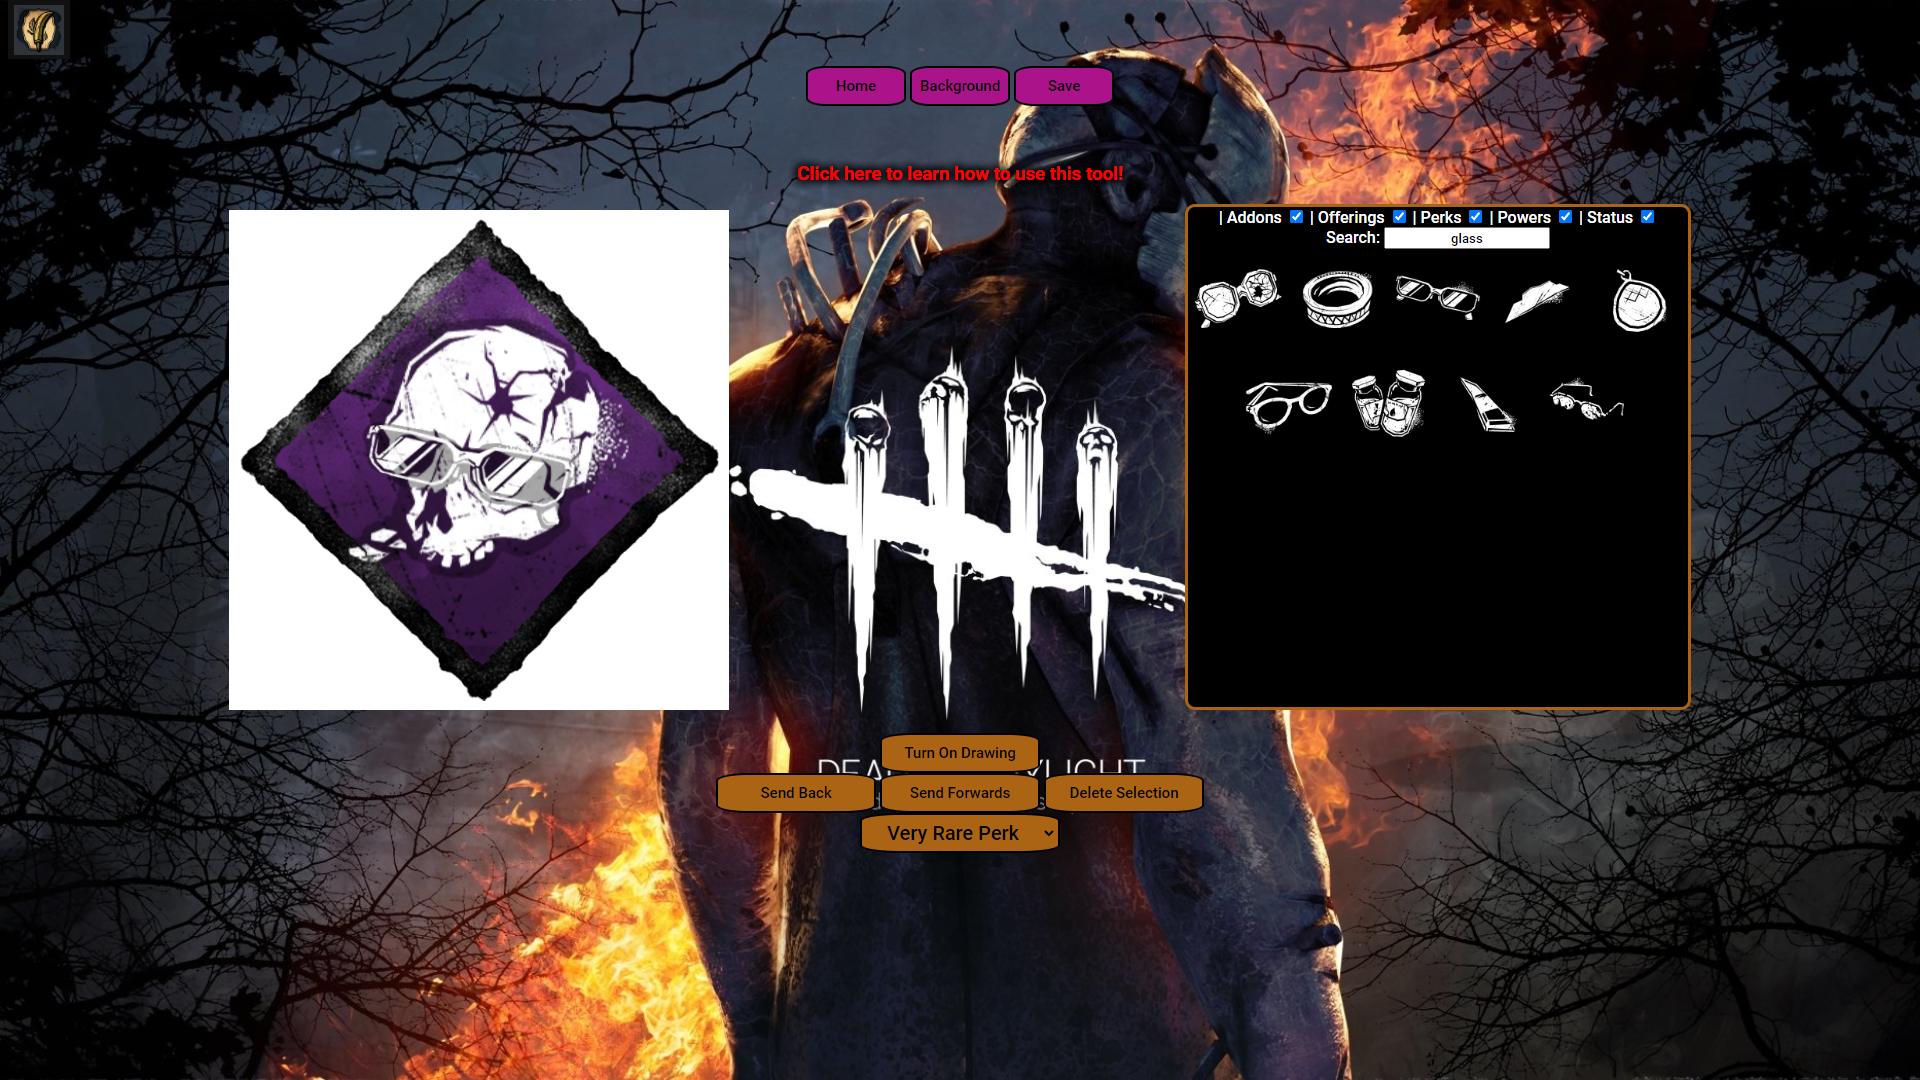 Home
Background
Save
Click here to learn how to use this tool!
| Addons | Offerings | Perks | Powers | Status
Search: glass
Turn On Drawing
Send Back
Send Forwards
Delete Selection
Very Rare Perk